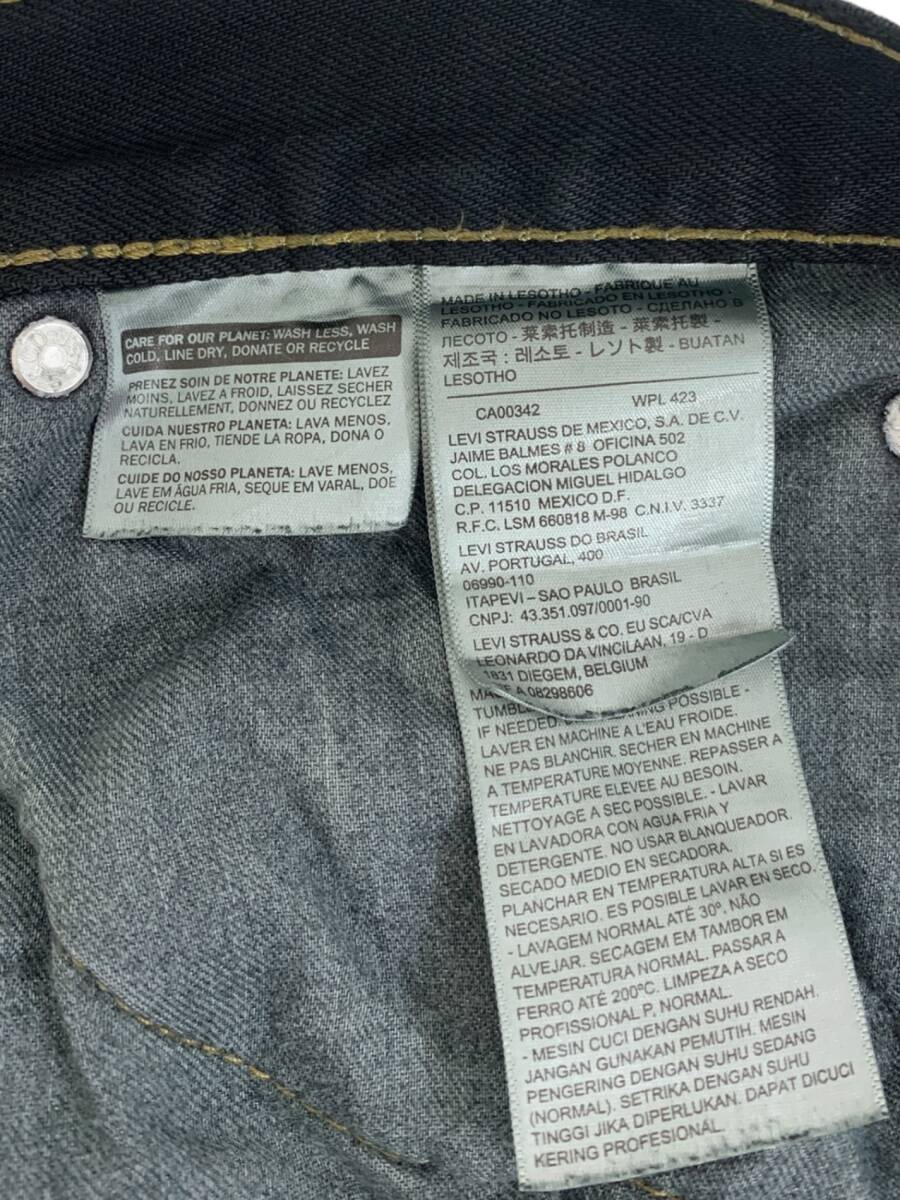 CARE FOR OUR PLANET: WASH LESS, WASH
COLD, LINE DRY, DONATE OR RECYCLE
PRENEZ SOIN DE NOTRE PLANETE: LAVEZ
MOINS, LAVEZ A FROID, LAISSEZ SECHER
NATURELLEMENT, DONNEZ OU RECYCLEZ
CUIDA NUESTRO PLANETA: LAVA MENOS,
LAVA EN FRIO, TIENDE LA ROPA, DONA O
RECICLA.
CUIDE DO NOSSO PLANETA: LAVE MENOS,
LAVE EM ÁGUA FRIA, SEQUE EM VARAL, DOE
OU RECICLE.
MADE IN LESOTHO - FABRIQUE AU
LESOTHO - FABRICADO EN LESOTHO -
FABRICADO NO LESOTO - СДЕЛАНО В
ЛЕСОТО - 莱索托制造 - 萊索托製 -
제조국 : 레소토 - レソト製 - BUATAN
LESOTHO
CA00342 WPL 423
LEVI STRAUSS DE MEXICO, S.A. DE C.V.
JAIME BALMES # 8 OFICINA 502
COL. LOS MORALES POLANCO
DELEGACION MIGUEL HIDALGO
C.P. 11510 MEXICO D.F.
R.F.C. LSM 660818 M-98 C.N.I.V. 3337
LEVI STRAUSS DO BRASIL
AV. PORTUGAL, 400
06990-110
ITAPEVI – SAO PAULO BRASIL
CNPJ: 43.351.097/0001-90
LEVI STRAUSS & CO. EU SCA/CVA
LEONARDO DA VINCILAAN, 19 - D
1831 DIEGEM, BELGIUM
08298606
IF NEEDED. POSSIBLE -
LAVER EN MACHINE A L'EAU FROIDE.
NE PAS BLANCHIR. SECHER EN MACHINE
A TEMPERATURE MOYENNE. REPASSER A
TEMPERATURE ELEVEE AU BESOIN.
NETTOYAGE A SEC POSSIBLE. - LAVAR
EN LAVADORA CON AGUA FRIA Y
DETERGENTE. NO USAR BLANQUEADOR.
SECADO MEDIO EN SECADORA.
PLANCHAR EN TEMPERATURA ALTA SI ES
NECESARIO. ES POSIBLE LAVAR EN SECO.
- LAVAGEM NORMAL ATÉ 30°. NÃO
ALVEJAR. SECAGEM EM TAMBOR EM
TEMPERATURA NORMAL. PASSAR A
FERRO ATÉ 200°C. LIMPEZA A SECO
PROFISSIONAL P, NORMAL.
- MESIN CUCI DENGAN SUHU RENDAH.
JANGAN GUNAKAN PEMUTIH. MESIN
PENGERING DENGAN SUHU SEDANG
(NORMAL). SETRIKA DENGAN SUHU
TINGGI JIKA DIPERLUKAN. DAPAT DICUCI
KERING PROFESIONAL.